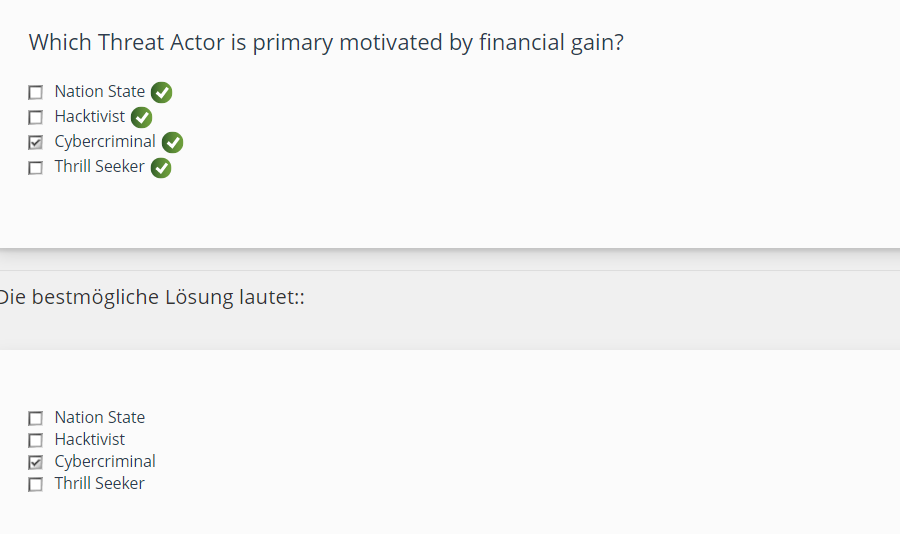 Which Threat Actor is primary motivated by financial gain?
Nation State
Hacktivist
Cybercriminal
Thrill Seeker
Die bestmögliche Lösung lautet::
Nation State
Hacktivist
Cybercriminal
Thrill Seeker